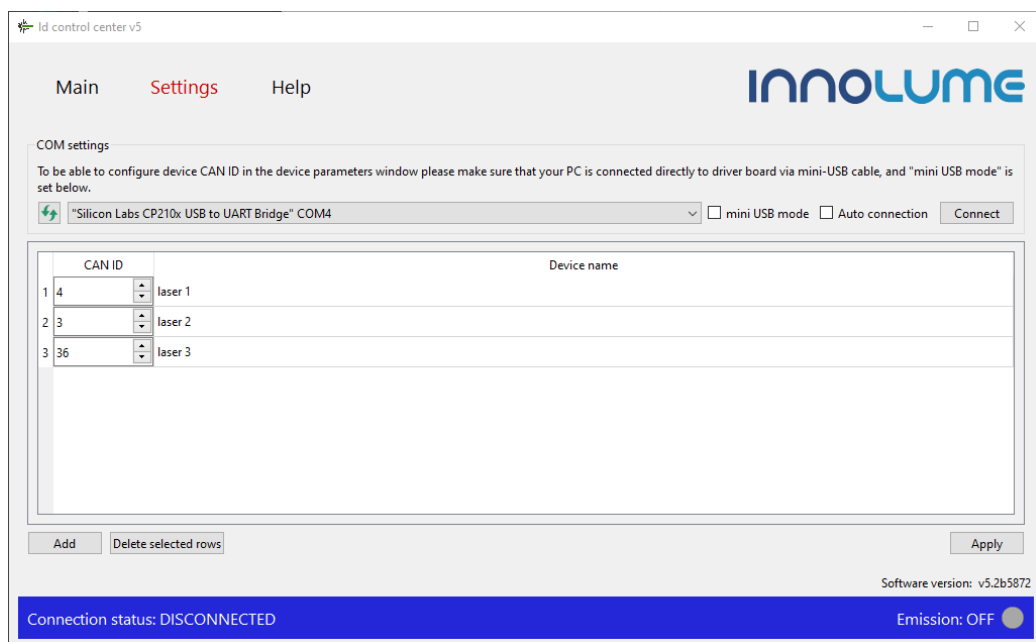 ld control center v5
Main Settings Help
INNOLUME
COM settings
To be able to configure device CAN ID in the device parameters window please make sure that your PC is connected directly to driver board via mini-USB cable, and "mini USB mode" is
set below.
"Silicon Labs CP210x USB to UART Bridge" COM4 mini USB mode Auto connection Connect
CAN ID Device name
1 4 laser 1
2 3 laser 2
3 36 laser 3
Add Delete selected rows Apply
Software version: v5.2b5872
Connection status: DISCONNECTED Emission: OFF